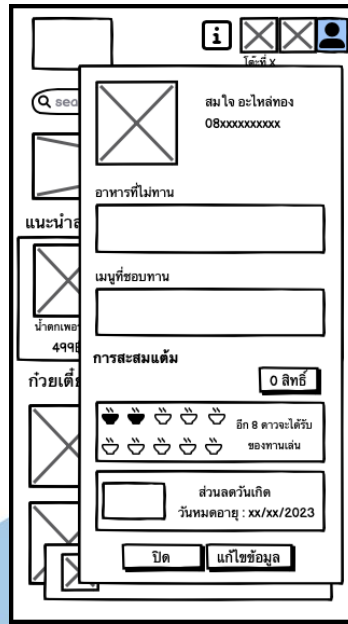 i
โต๊ะที่ X
sea
สมใจ อะไหล่ทอง
08xxxxxxxxxx
อาหารที่ไม่ทาน
แนะนำ
เมนูที่ชอบทาน
น้ำตกเพอ
499฿
การสะสมแต้ม
ก๋วยเตี๋
0 สิทธิ์
อีก 8 ดาวจะได้รับ
ของทานเล่น
ส่วนลดวันเกิด
วันหมดอายุ : xx/xx/2023
ปิด
แก้ไขข้อมูล